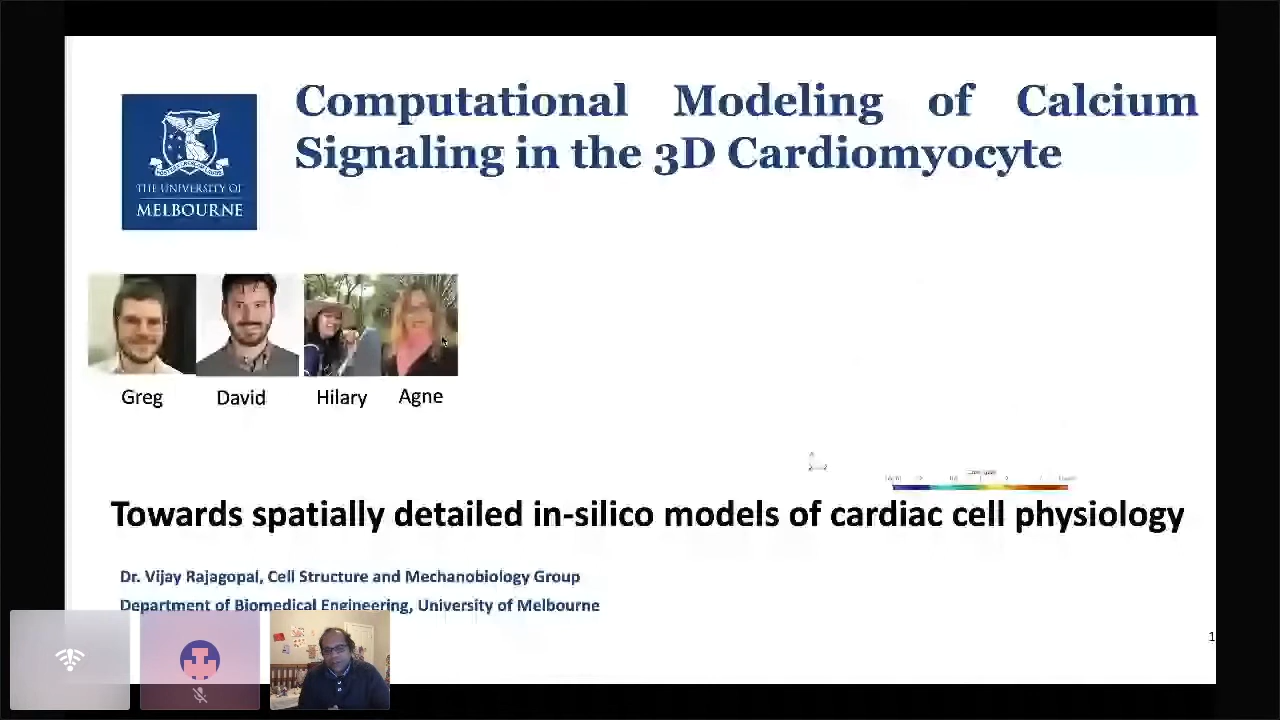 Computational Modeling of Calcium
Signaling in the 3D Cardiomyocyte
THE UNIVERSITY OF
MELBOURNE
Greg
David
Hilary
Agne
Towards spatially detailed in-silico models of cardiac cell physiology
Dr. Vijay Rajagopal, Cell Structure and Mechanobiology Group
Department of Biomedical Engineering, University of Melbourne
1